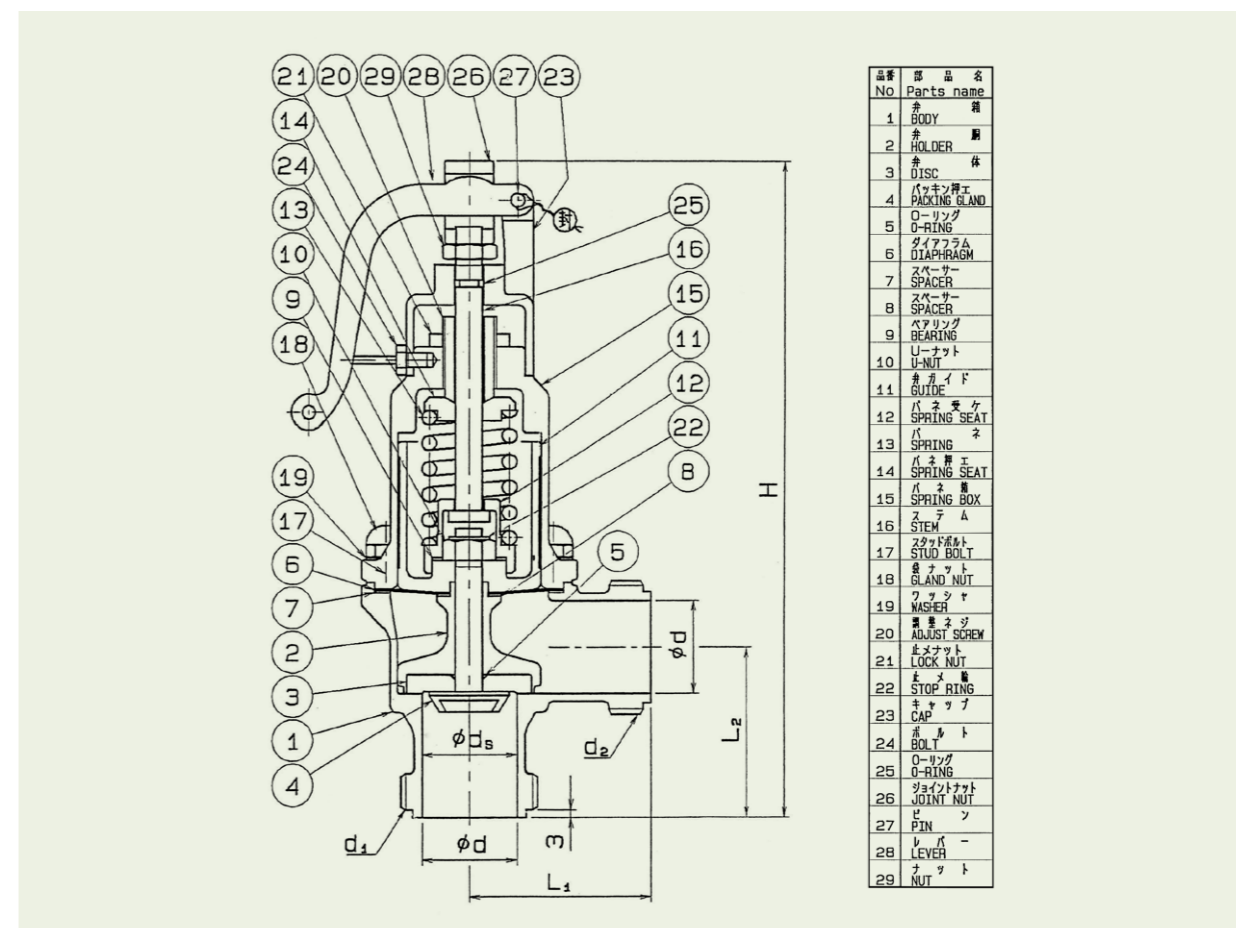 21 20 29 28 26 27 23
14
24
13
10
9
18
19
17
6
7
2
3
1
4
25
16
15
11
12
22
8
5
封
H
φd
L₂
d₂
φdₛ
d₁
φd
3
L₁
品番 部品名
No Parts name
弁箱
1 BODY
弁胴
2 HOLDER
弁体
3 DISC
パッキン押エ
4 PACKING GLAND
O-リング
5 O-RING
ダイアフラム
6 DIAPHRAGM
スペーサー
7 SPACER
スペーサー
8 SPACER
ベアリング
9 BEARING
U-ナット
10 U-NUT
弁ガイド
11 GUIDE
バネ受ケ
12 SPRING SEAT
バネ
13 SPRING
バネ押エ
14 SPRING SEAT
バネ箱
15 SPRING BOX
ステム
16 STEM
スタッドボルト
17 STUD BOLT
袋ナット
18 GLAND NUT
ワッシャ
19 WASHER
調整ネジ
20 ADJUST SCREW
止メナット
21 LOCK NUT
止メ輪
22 STOP RING
キャップ
23 CAP
ボルト
24 BOLT
O-リング
25 O-RING
ジョイントナット
26 JOINT NUT
ピン
27 PIN
レバー
28 LEVER
ナット
29 NUT